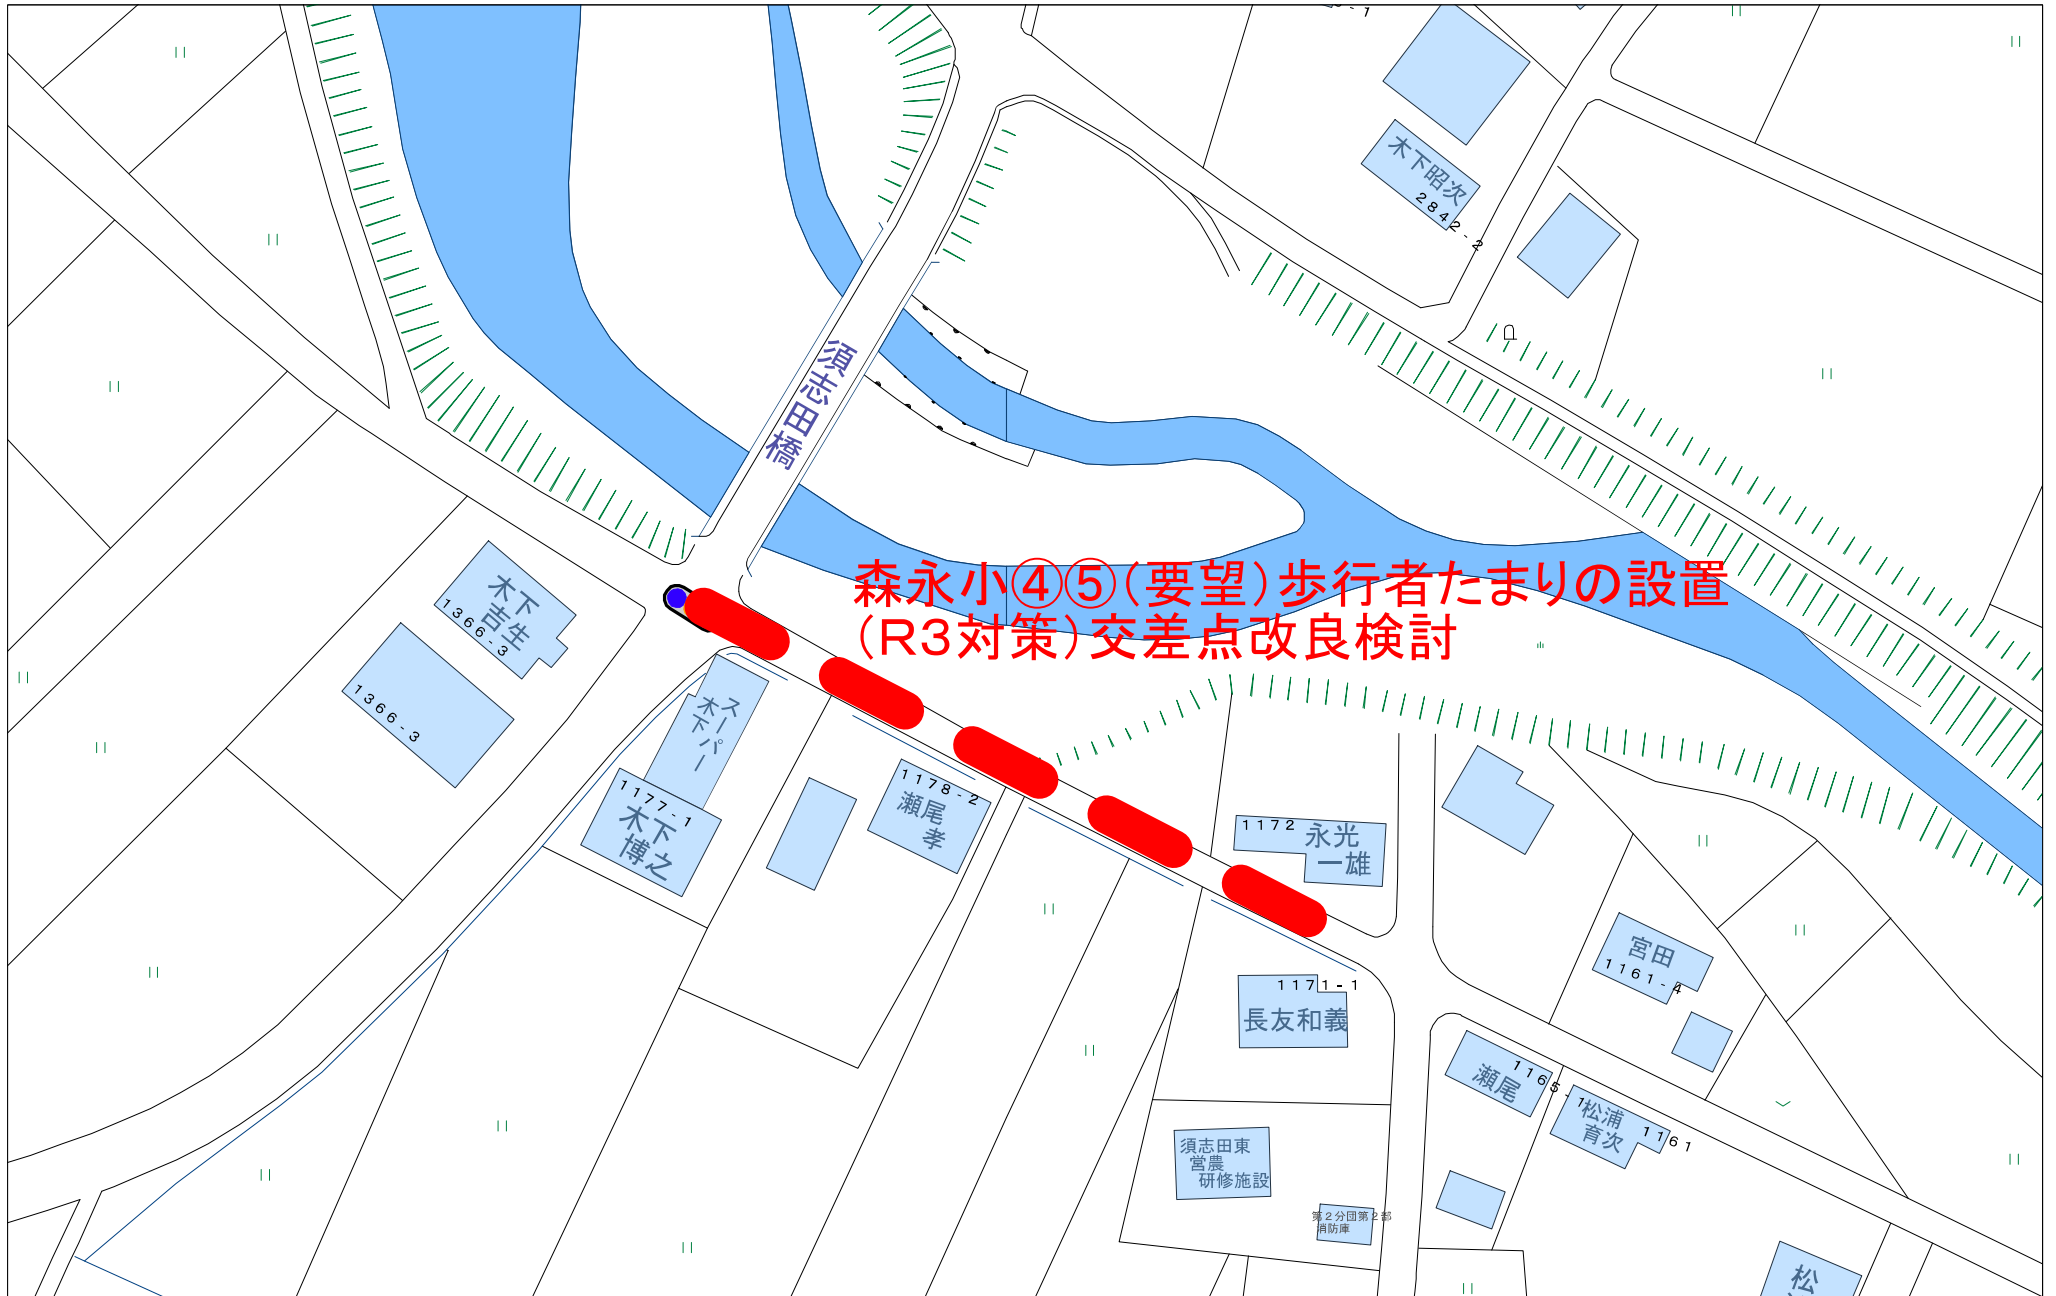 木下昭次
2842-2
須志田橋
森永小④⑤(要望)歩行者たまりの設置
(R3対策)交差点改良検討
木下
吉生
1366-3
1366-3
スーパー
木下
1177-1
木下
博之
1178-2
瀬尾
孝
1172
永光
一雄
宮田
1161-4
1171-1
長友和義
瀬尾
1165-1
松浦
育次
1161
須志田東
営農
研修施設
第2分団第2部
消防庫
松